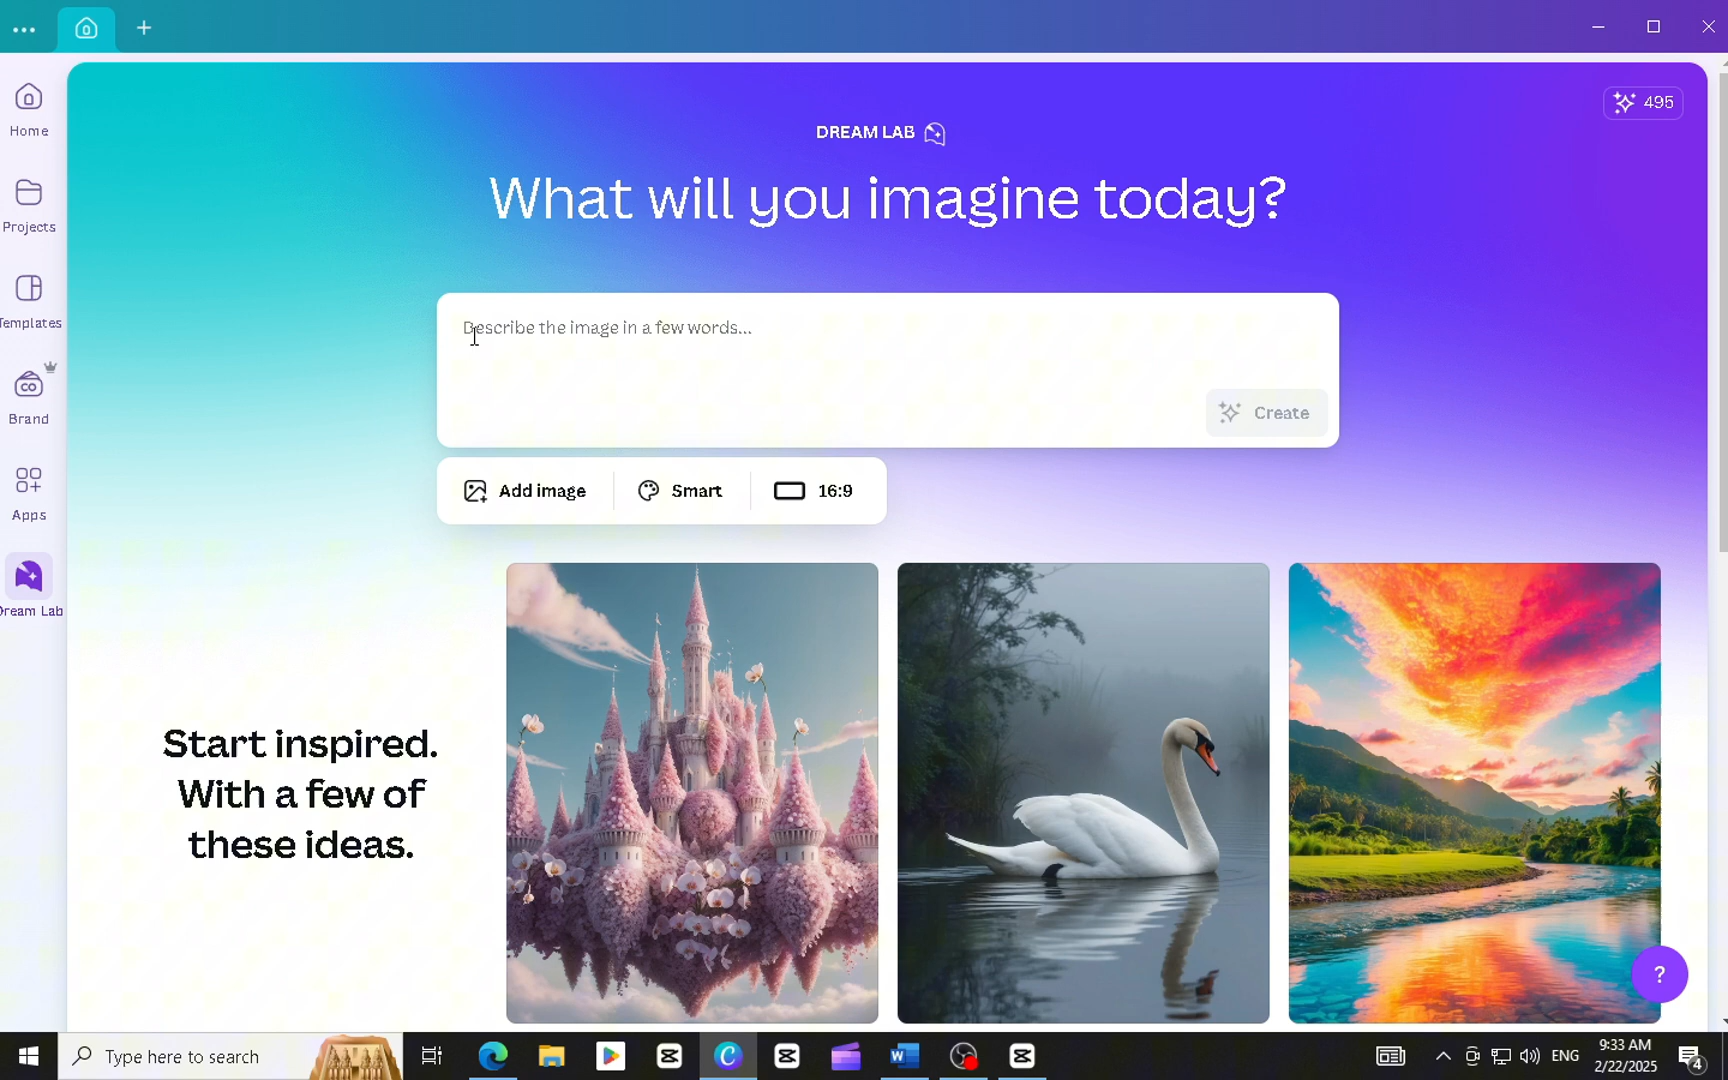 495
Home
Projects
Templates
Brand
CO
Apps
Dream Lab
DREAM LAB
What will you imagine today?
Describe the image in a few words...
Create
Add image
Smart
16:9
Start inspired.
With a few of
these ideas.
?
Type here to search
ENG
9:33 AM
2/22/2025
4